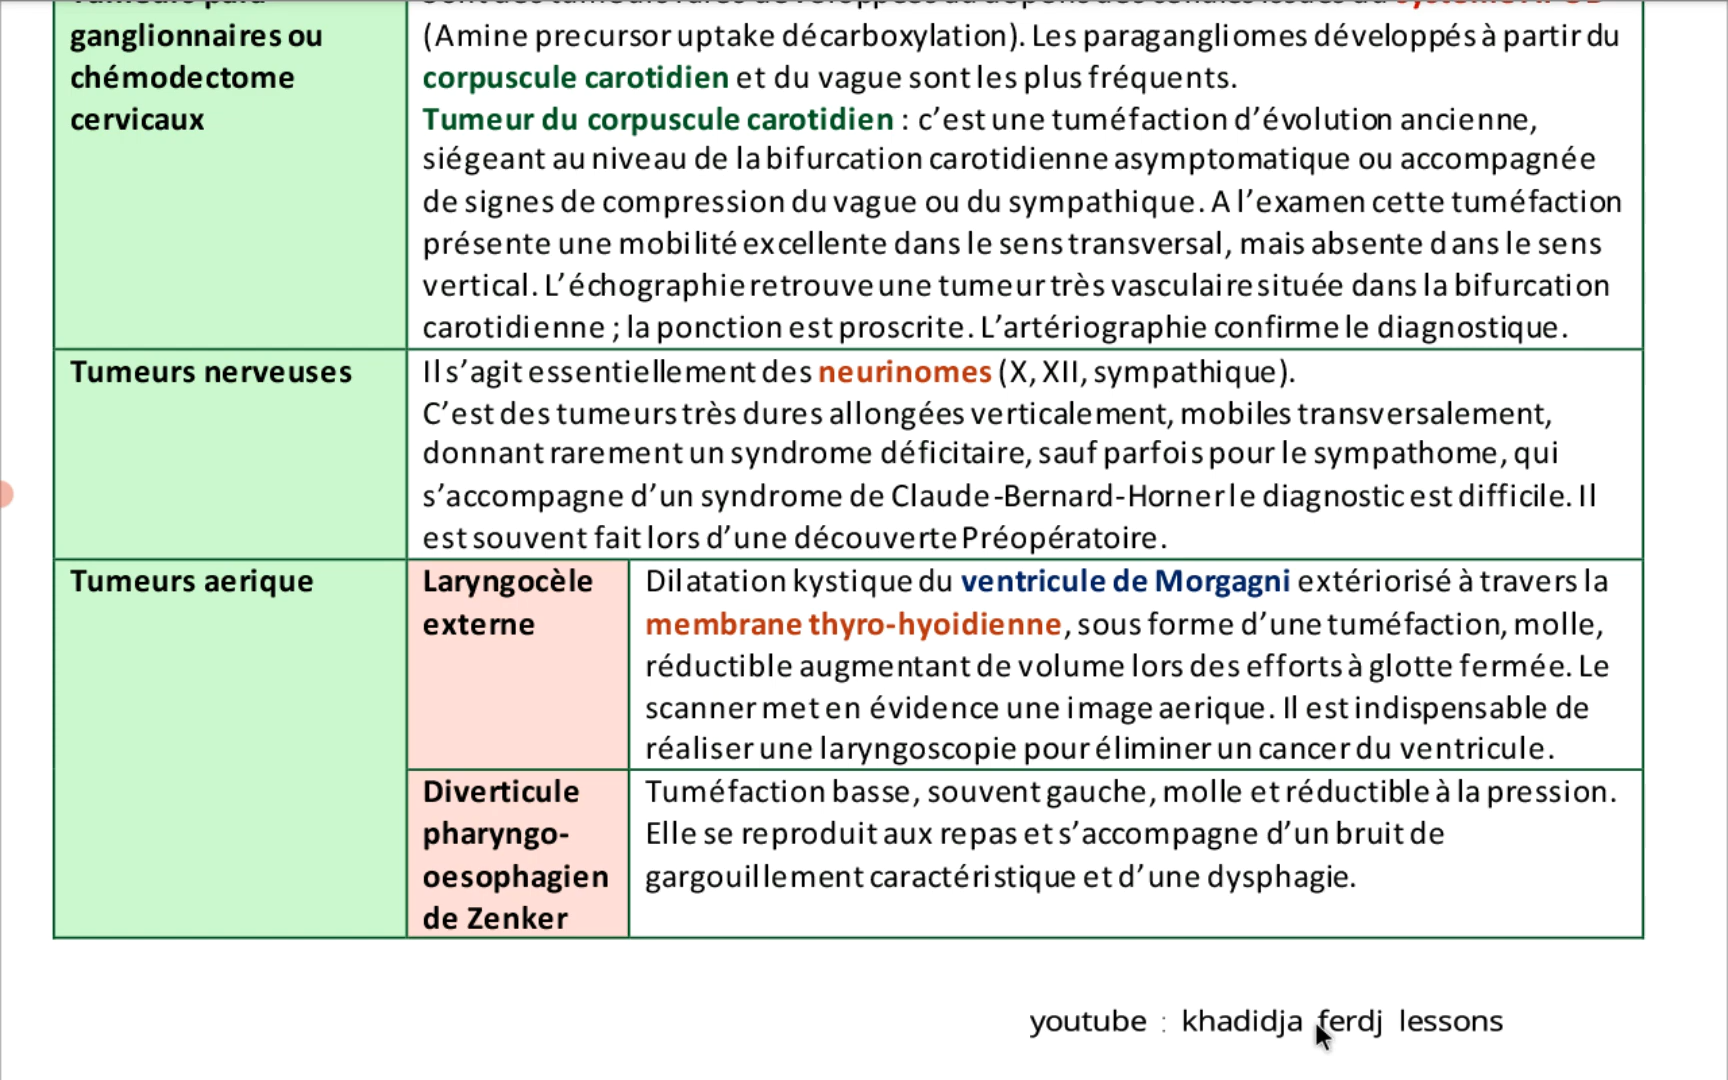 ganglionnaires ou
chémodectome
cervicaux
(Amine precursor uptake décarboxylation). Les paragangliomes développés à partir du
corpuscule carotidien et du vague sont les plus fréquents.
Tumeur du corpuscule carotidien : c’est une tuméfaction d’évolution ancienne,
siégeant au niveau de la bifurcation carotidienne asymptomatique ou accompagnée
de signes de compression du vague ou du sympathique. A l’examen cette tuméfaction
présente une mobilité excellente dans le sens transversal, mais absente dans le sens
vertical. L’échographie retrouve une tumeur très vasculaire située dans la bifurcation
carotidienne ; la ponction est proscrite. L’artériographie confirme le diagnostique.
Tumeurs nerveuses
Il s’agit essentiellement des neurinomes (X, XII, sympathique).
C’est des tumeurs très dures allongées verticalement, mobiles transversalement,
donnant rarement un syndrome déficitaire, sauf parfois pour le sympathome, qui
s’accompagne d’un syndrome de Claude-Bernard-Horner le diagnostic est difficile. Il
est souvent fait lors d’une découverte Préopératoire.
Tumeurs aerique
Laryngocèle
externe
Dilatation kystique du ventricule de Morgagni extériorisé à travers la
membrane thyro-hyoidienne, sous forme d’une tuméfaction, molle,
réductible augmentant de volume lors des efforts à glotte fermée. Le
scanner met en évidence une image aerique. Il est indispensable de
réaliser une laryngoscopie pour éliminer un cancer du ventricule.
Diverticule
pharyngo-
oesophagien
de Zenker
Tuméfaction basse, souvent gauche, molle et réductible à la pression.
Elle se reproduit aux repas et s’accompagne d’un bruit de
gargouillement caractéristique et d’une dysphagie.
youtube : khadidja ferdj lessons